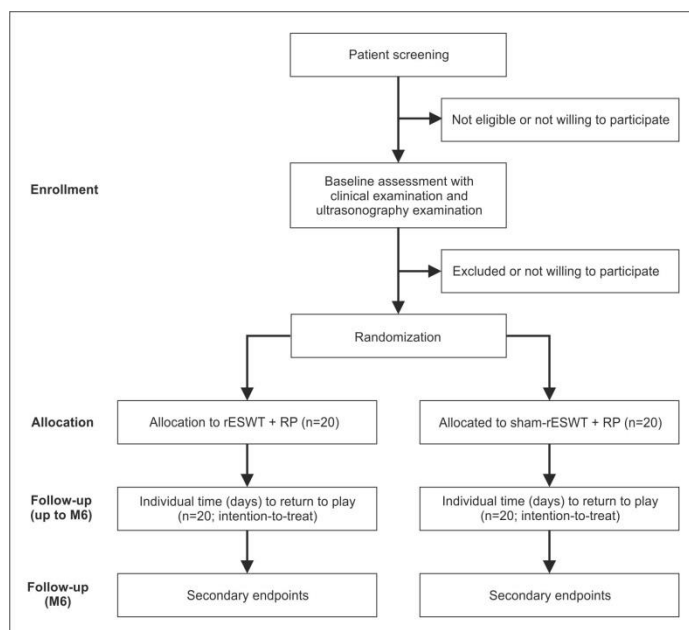 Patient screening
Not eligible or not willing to participate
Enrollment
Baseline assessment with
clinical examination and
ultrasonography examination
Excluded or not willing to participate
Randomization
Allocation
Allocation to rESWT + RP (n=20)
Allocated to sham-rESWT + RP (n=20)
Follow-up
(up to M6)
Individual time (days) to return to play
(n=20; intention-to-treat)
Individual time (days) to return to play
(n=20; intention-to-treat)
Follow-up
(M6)
Secondary endpoints
Secondary endpoints